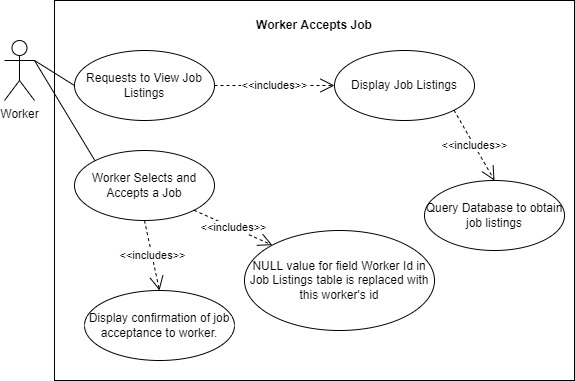 Worker Accepts Job
Worker
Requests to View Job
Listings
<<includes>>
Display Job Listings
<<includes>>
Query Database to obtain
job listings
Worker Selects and
Accepts a Job
<<includes>>
<<includes>>
NULL value for field Worker Id in
Job Listings table is replaced with
this worker's id
Display confirmation of job
acceptance to worker.